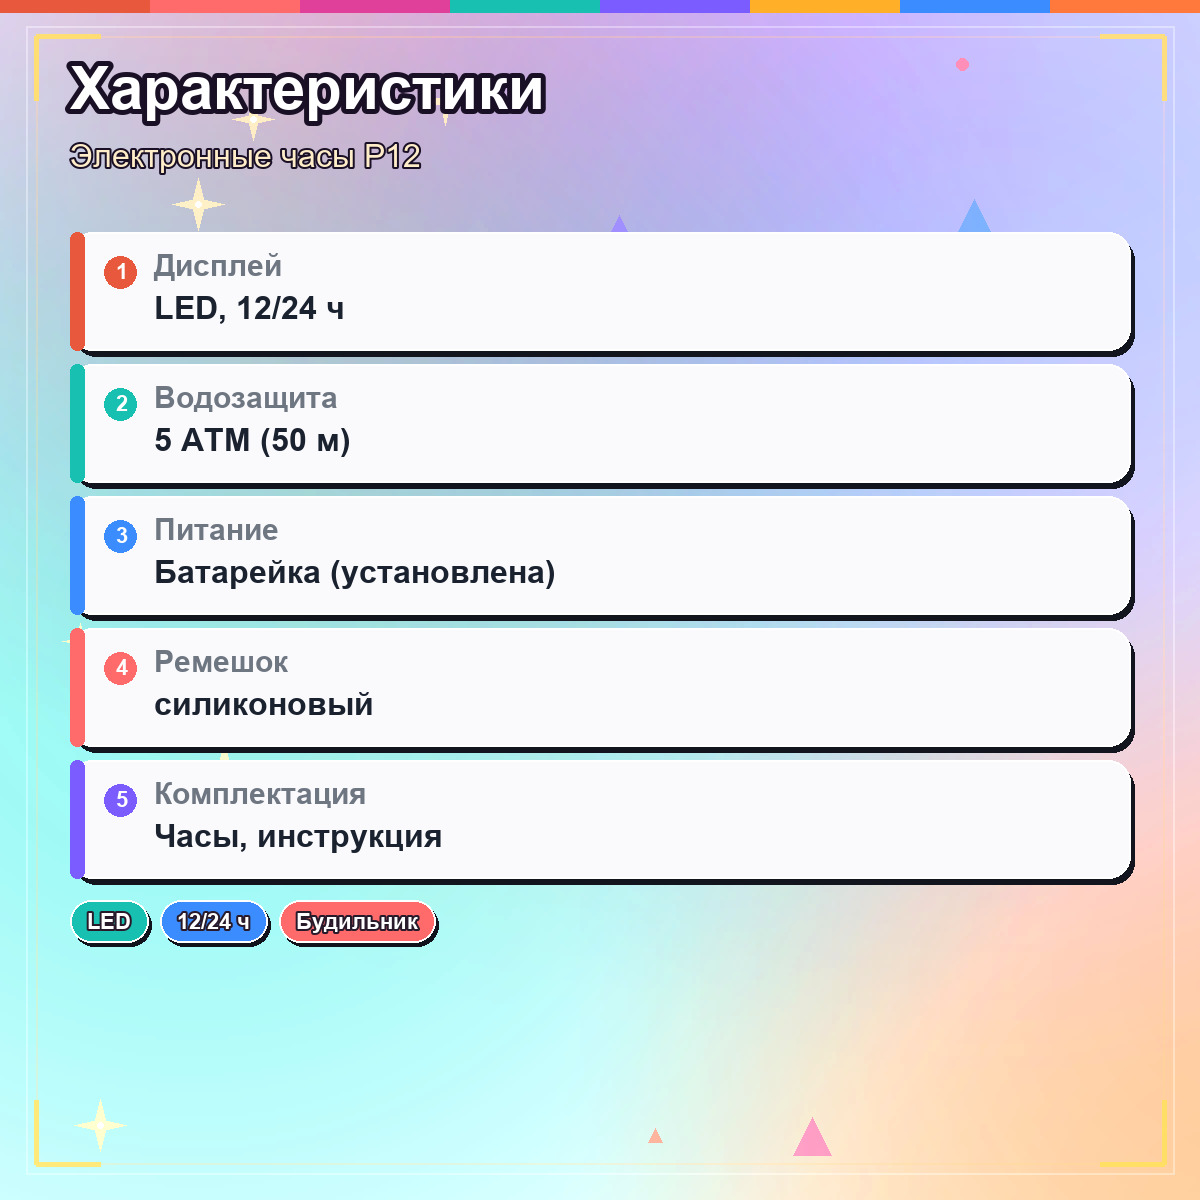 Характеристики
Электронные часы P12
1 Дисплей
LED, 12/24 ч
2 Водозащита
5 ATM (50 м)
3 Питание
Батарейка (установлена)
4 Ремешок
силиконовый
5 Комплектация
Часы, инструкция
LED 12/24 ч Будильник